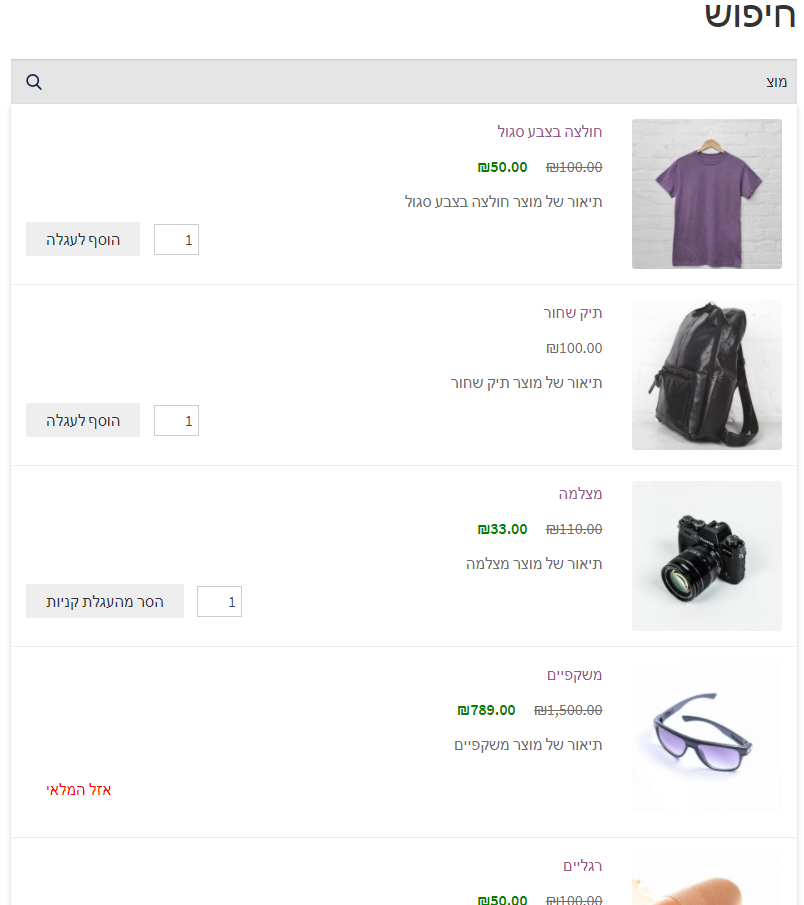 חיפוש
מוצ
חולצה בצבע סגול
₪100.00 ₪50.00
תיאור של מוצר חולצה בצבע סגול
1 הוסף לעגלה
תיק שחור
₪100.00
תיאור של מוצר תיק שחור
1 הוסף לעגלה
מצלמה
₪110.00 ₪33.00
תיאור של מוצר מצלמה
1 הסר מהעגלת קניות
משקפיים
₪1,500.00 ₪789.00
תיאור של מוצר משקפיים
אזל המלאי
רגליים
₪100.00 ₪50.00